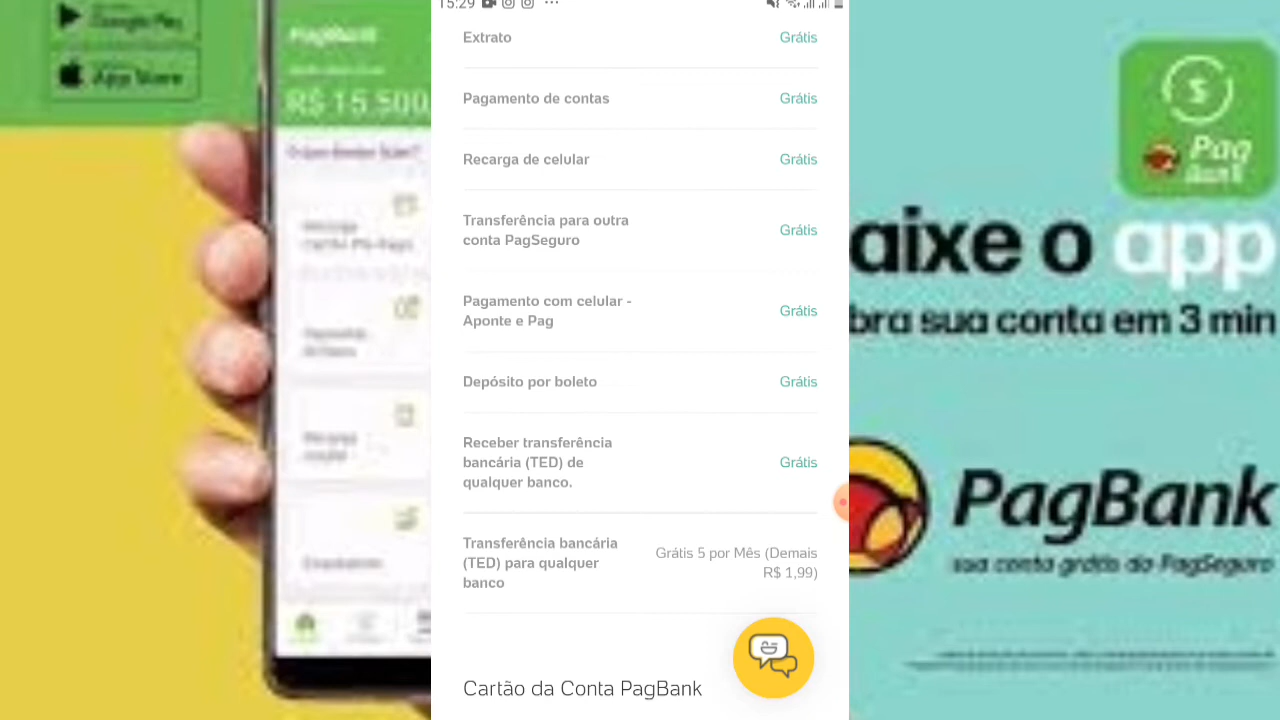 Google Play
App Store
PagBank
R$ 15.500,
15:29
Extrato
Grátis
Pagamento de contas
Grátis
Recarga de celular
Grátis
Transferência para outra
conta PagSeguro
Grátis
Pagamento com celular -
Aponte e Pag
Grátis
Depósito por boleto
Grátis
Receber transferência
bancária (TED) de
qualquer banco.
Grátis
Transferência bancária
(TED) para qualquer
banco
Grátis 5 por Mês (Demais
R$ 1,99)
Cartão da Conta PagBank
Pag
Bank
aixe o app
bra sua conta em 3 min
PagBank
sua conta grátis do PagSeguro